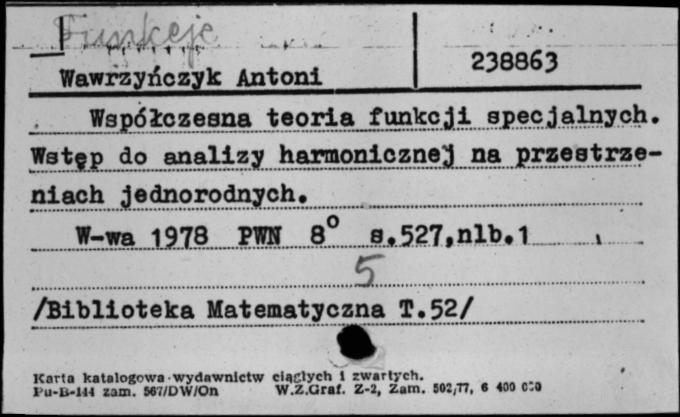 Funkcje
Wawrzyńczyk Antoni
238863
Współczesna teoria funkcji specjalnych.
Wstęp do analizy harmonicznej na przestrze-
niach jednorodnych.
W-wa 1978 PWN 8° s.527,nlb.1
5
/Biblioteka Matematyczna T.52/
Karta katalogowa-wydawnictw ciągłych i zwartych.
Pu-B-144 zam. 567/DW/On W.Z.Graf. Z-2, Zam. 502/77, 6 400 000